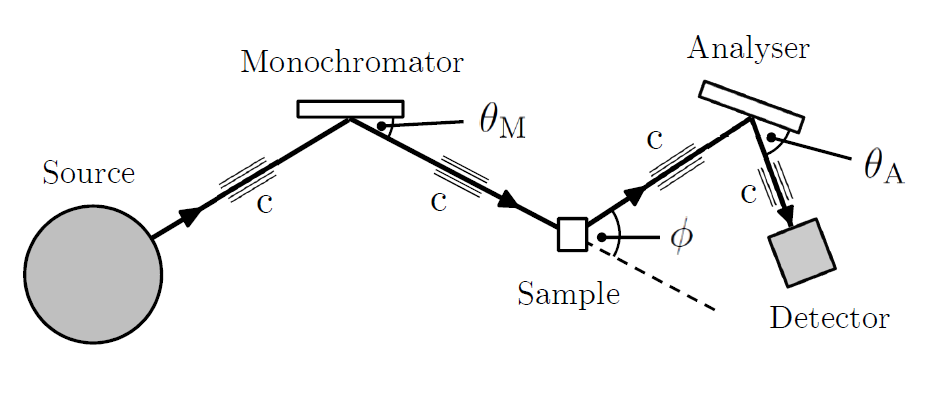 Analyser
Monochromator
θM
c
Source
c
c
θA
c
ϕ
Sample
Detector